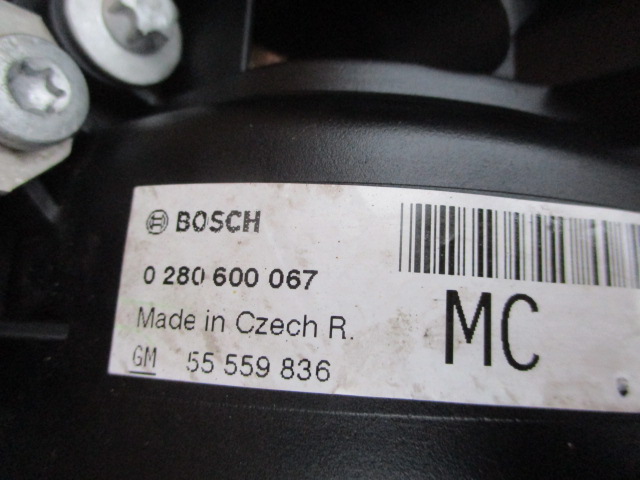 BOSCH
0 280 600 067
Made in Czech R.
GM 55 559 836
MC